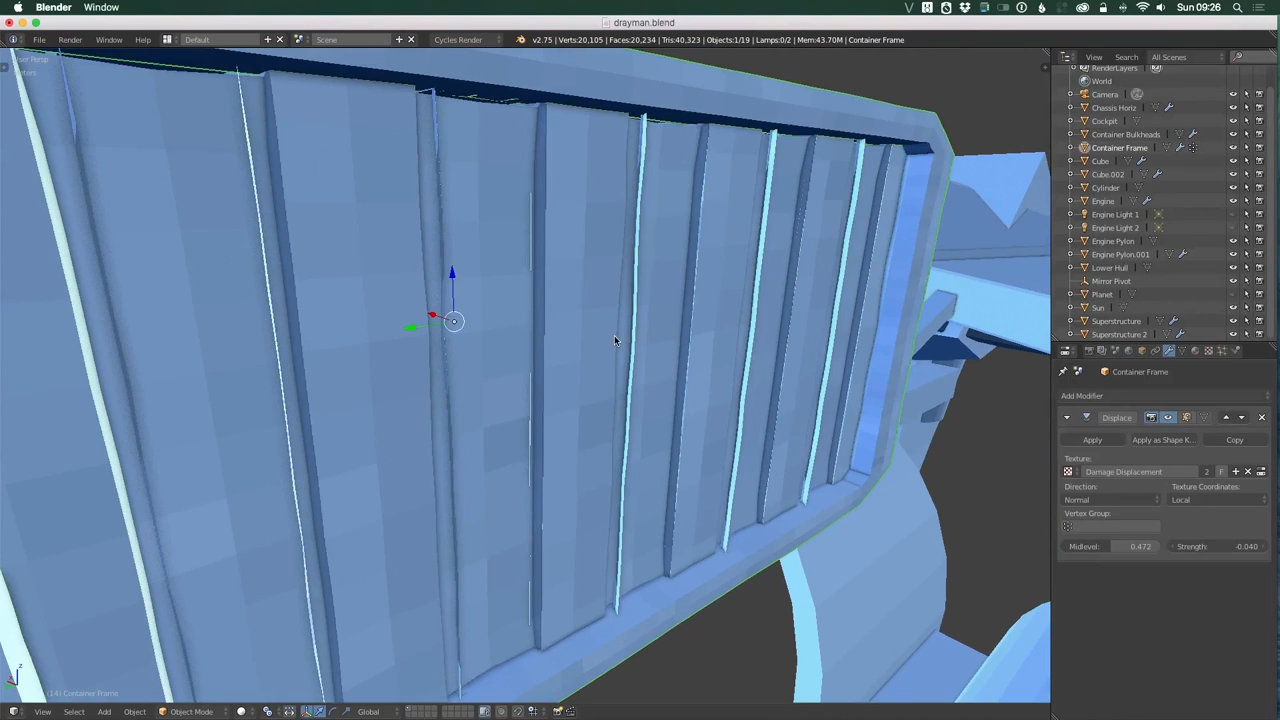 Blender Window
Sun 09:26
drayman.blend
File Render Window Help Default Scene Cycles Render v2.75 | Verts:20,105 | Faces:20,234 | Tris:40,323 | Objects:1/19 | Lamps:0/2 | Mem:43.70M | Container Frame
User Persp
Meters
View Search All Scenes
RenderLayers
World
Camera
Chassis Horiz
Cockpit
Container Bulkheads
Container Frame
Cube
Cube.002
Cylinder
Engine
Engine Light 1
Engine Light 2
Engine Pylon
Engine Pylon.001
Lower Hull
Mirror Pivot
Planet
Sun
Superstructure
Superstructure 2
Container Frame
Add Modifier
Displace
Apply Apply as Shape K... Copy
Texture:
Damage Displacement 2 F
Direction: Texture Coordinates:
Normal Local
Vertex Group:
Midlevel: 0.472 Strength: -0.040
z
(14) Container Frame
View Select Add Object Object Mode Global